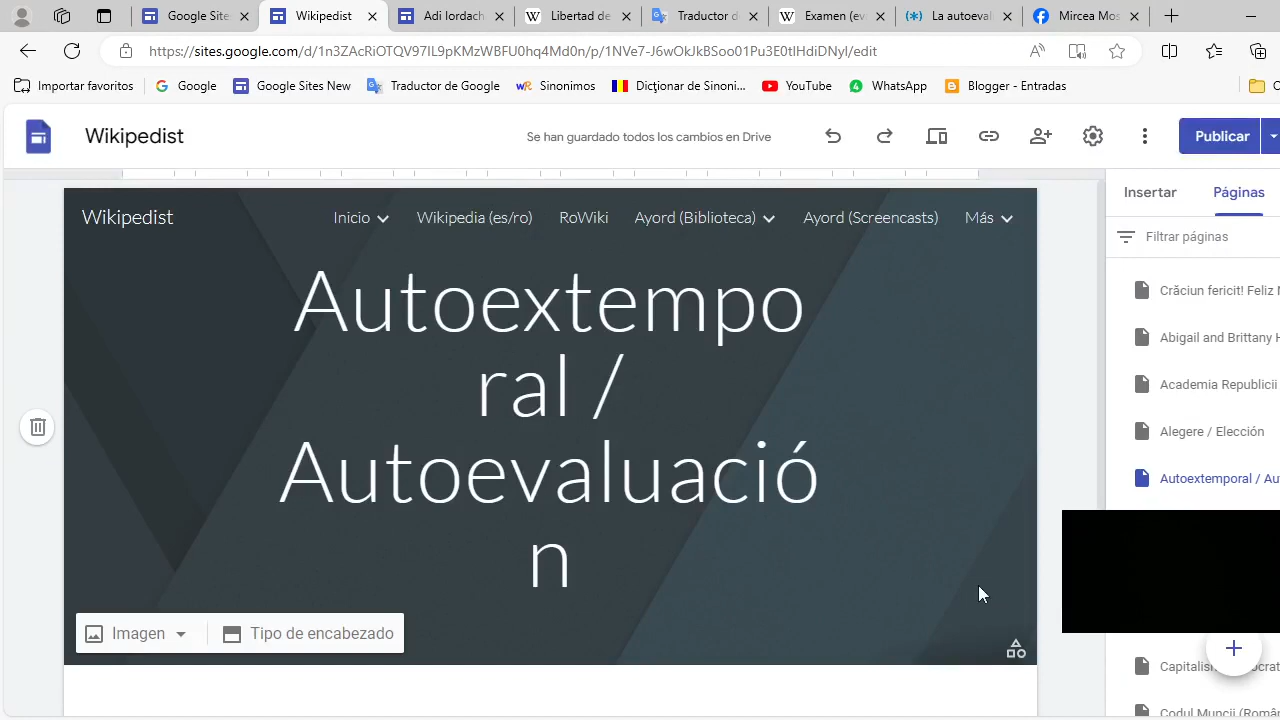 Google Site
Wikipedist
Adi Iordach
Libertad de
Traductor d
Examen (ev
La autoeval
Mircea Mos
https://sites.google.com/d/1n3ZAcRiOTQV97IL9pKMzWBFU0hq4Md0n/p/1NVe7-J6wOkJkBSoo01Pu3E0tlHdiDNyI/edit
Importar favoritos
Google
Google Sites New
Traductor de Google
Sinonimos
Dicționar de Sinoni...
YouTube
WhatsApp
Blogger - Entradas
Wikipedist
Se han guardado todos los cambios en Drive
Publicar
Wikipedist
Inicio
Wikipedia (es/ro)
RoWiki
Ayord (Biblioteca)
Ayord (Screencasts)
Más
Autoextempo
ral /
Autoevaluació
n
Imagen
Tipo de encabezado
Insertar
Páginas
Filtrar páginas
Crăciun fericit! Feliz
Abigail and Brittany
Academia Republicii
Alegere / Elección
Autoextemporal / Au
Codul Muncii (Român